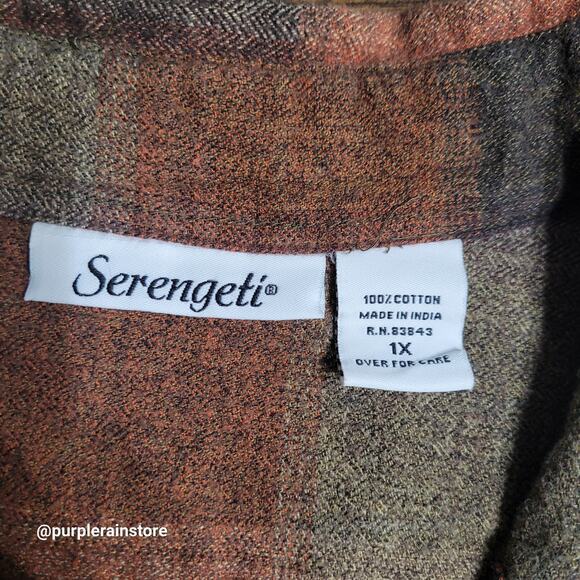 Serengeti®
100% COTTON
MADE IN INDIA
R.N. 83843
1X
OVER FOR CARE
@purplerainstore